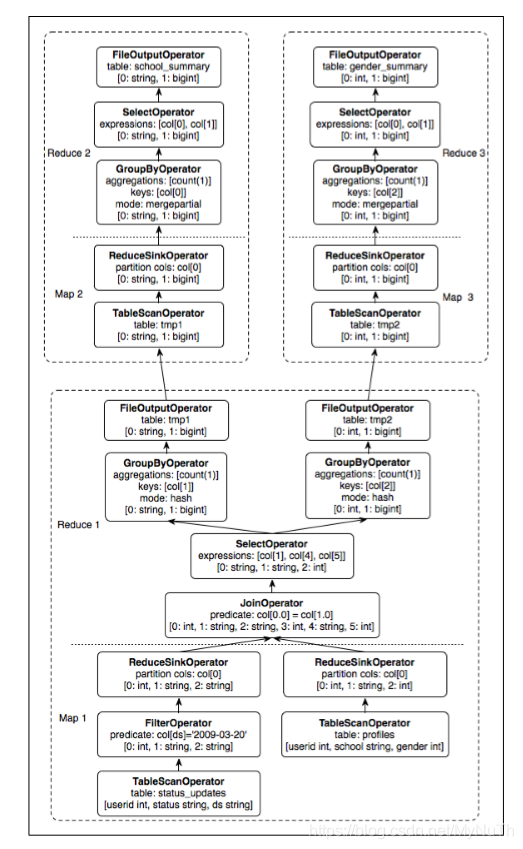 FileOutputOperator
table: school_summary
[0: string, 1: bigint]
SelectOperator
expressions: [col[0], col[1]]
[0: string, 1: bigint]
Reduce 2
GroupByOperator
aggregations: [count(1)]
keys: [col[0]]
mode: mergepartial
[0: string, 1: bigint]
ReduceSinkOperator
partition cols: col[0]
[0: string, 1: bigint]
Map 2
TableScanOperator
table: tmp1
[0: string, 1: bigint]
FileOutputOperator
table: gender_summary
[0: int, 1: bigint]
SelectOperator
expressions: [col[0], col[1]]
[0: int, 1: bigint]
Reduce 3
GroupByOperator
aggregations: [count(1)]
keys: [col[2]]
mode: mergepartial
[0: int, 1: bigint]
ReduceSinkOperator
partition cols: col[0]
[0: int, 1: bigint]
Map 3
TableScanOperator
table: tmp2
[0: int, 1: bigint]
FileOutputOperator
table: tmp1
[0: string, 1: bigint]
FileOutputOperator
table: tmp2
[0: int, 1: bigint]
GroupByOperator
aggregations: [count(1)]
keys: [col[1]]
mode: hash
[0: string, 1: bigint]
GroupByOperator
aggregations: [count(1)]
keys: [col[2]]
mode: hash
[0: int, 1: bigint]
Reduce 1
SelectOperator
expressions: [col[1], col[4], col[5]]
[0: string, 1: string, 2: int]
JoinOperator
predicate: col[0.0] = col[1.0]
[0: int, 1: string, 2: string, 3: int, 4: string, 5: int]
ReduceSinkOperator
partition cols: col[0]
[0: int, 1: string, 2: string]
ReduceSinkOperator
partition cols: col[0]
[0: int, 1: string, 2: int]
Map 1
FilterOperator
predicate: col[ds]='2009-03-20'
[0: int, 1: string, 2: string]
TableScanOperator
table: profiles
[userid int, school string, gender int]
TableScanOperator
table: status_updates
[userid int, status string, ds string]